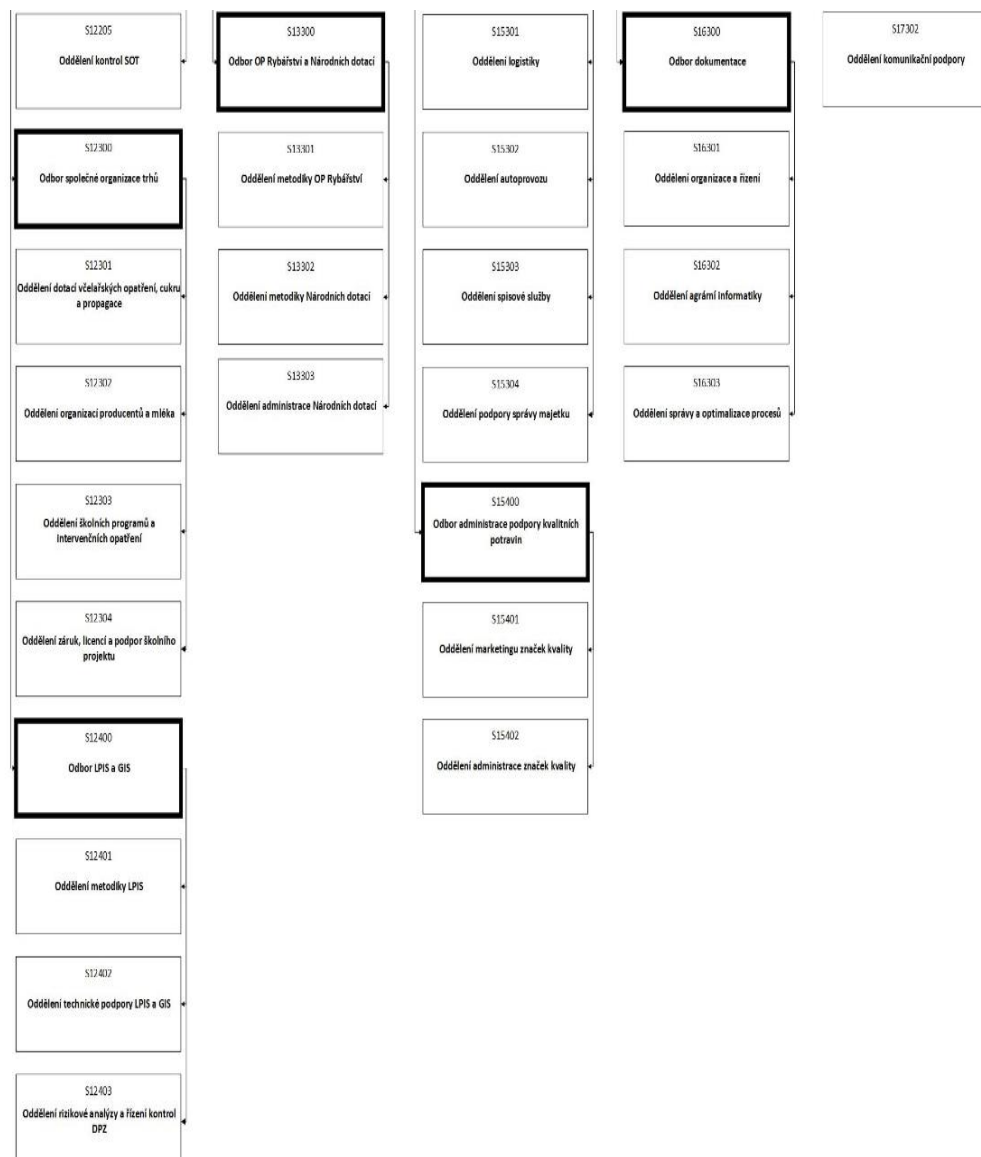 S12205
Oddělení kontrol SOT
S12300
Odbor společné organizace trhů
S12301
Oddělení dotací včelařských opatření, cukru
a propagace
S12302
Oddělení organizací producentů a mléka
S12303
Oddělení školních programů a
intervenčních opatření
S12304
Oddělení záruk, licencí a podpor školního
projektu
S12400
Odbor LPIS a GIS
S12401
Oddělení metodiky LPIS
S12402
Oddělení technické podpory LPIS a GIS
S12403
Oddělení rizikové analýzy a řízení kontrol
DPZ
S13300
Odbor OP Rybářství a Národních dotací
S13301
Oddělení metodiky OP Rybářství
S13302
Oddělení metodiky Národních dotací
S13303
Oddělení administrace Národních dotací
S15301
Oddělení logistiky
S15302
Oddělení autoprovozu
S15303
Oddělení spisové služby
S15304
Oddělení podpory správy majetku
S15400
Odbor administrace podpory kvalitních
potravin
S15401
Oddělení marketingu značek kvality
S15402
Oddělení administrace značek kvality
S16300
Odbor dokumentace
S16301
Oddělení organizace a řízení
S16302
Oddělení agrární informatiky
S16303
Oddělení správy a optimalizace procesů
S17302
Oddělení komunikační podpory